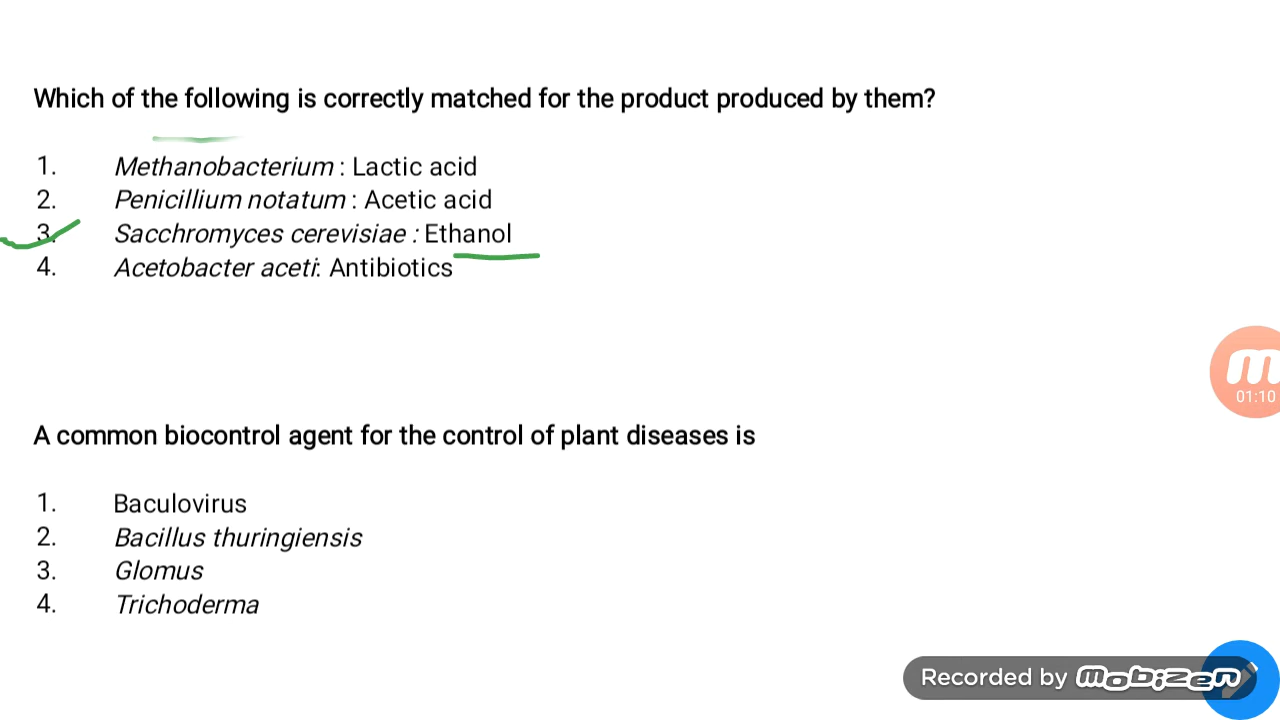 Which of the following is correctly matched for the product produced by them?
1. Methanobacterium : Lactic acid
2. Penicillium notatum : Acetic acid
3. Sacchromyces cerevisiae : Ethanol
4. Acetobacter aceti: Antibiotics
01:10
A common biocontrol agent for the control of plant diseases is
1. Baculovirus
2. Bacillus thuringiensis
3. Glomus
4. Trichoderma
Recorded by mobizen